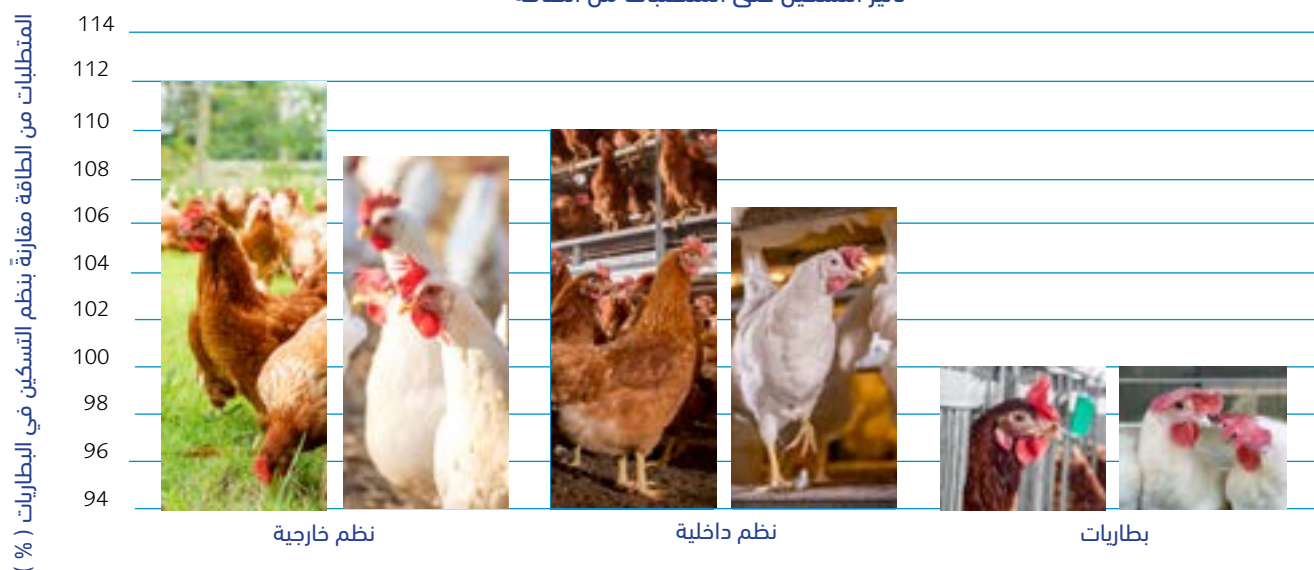 المتطلبات من الطاقة مقارنةً بنظم التسكين في البطاريات ( % )
114
112
110
108
106
104
102
100
98
96
94
نظم خارجية
نظم داخلية
بطاريات